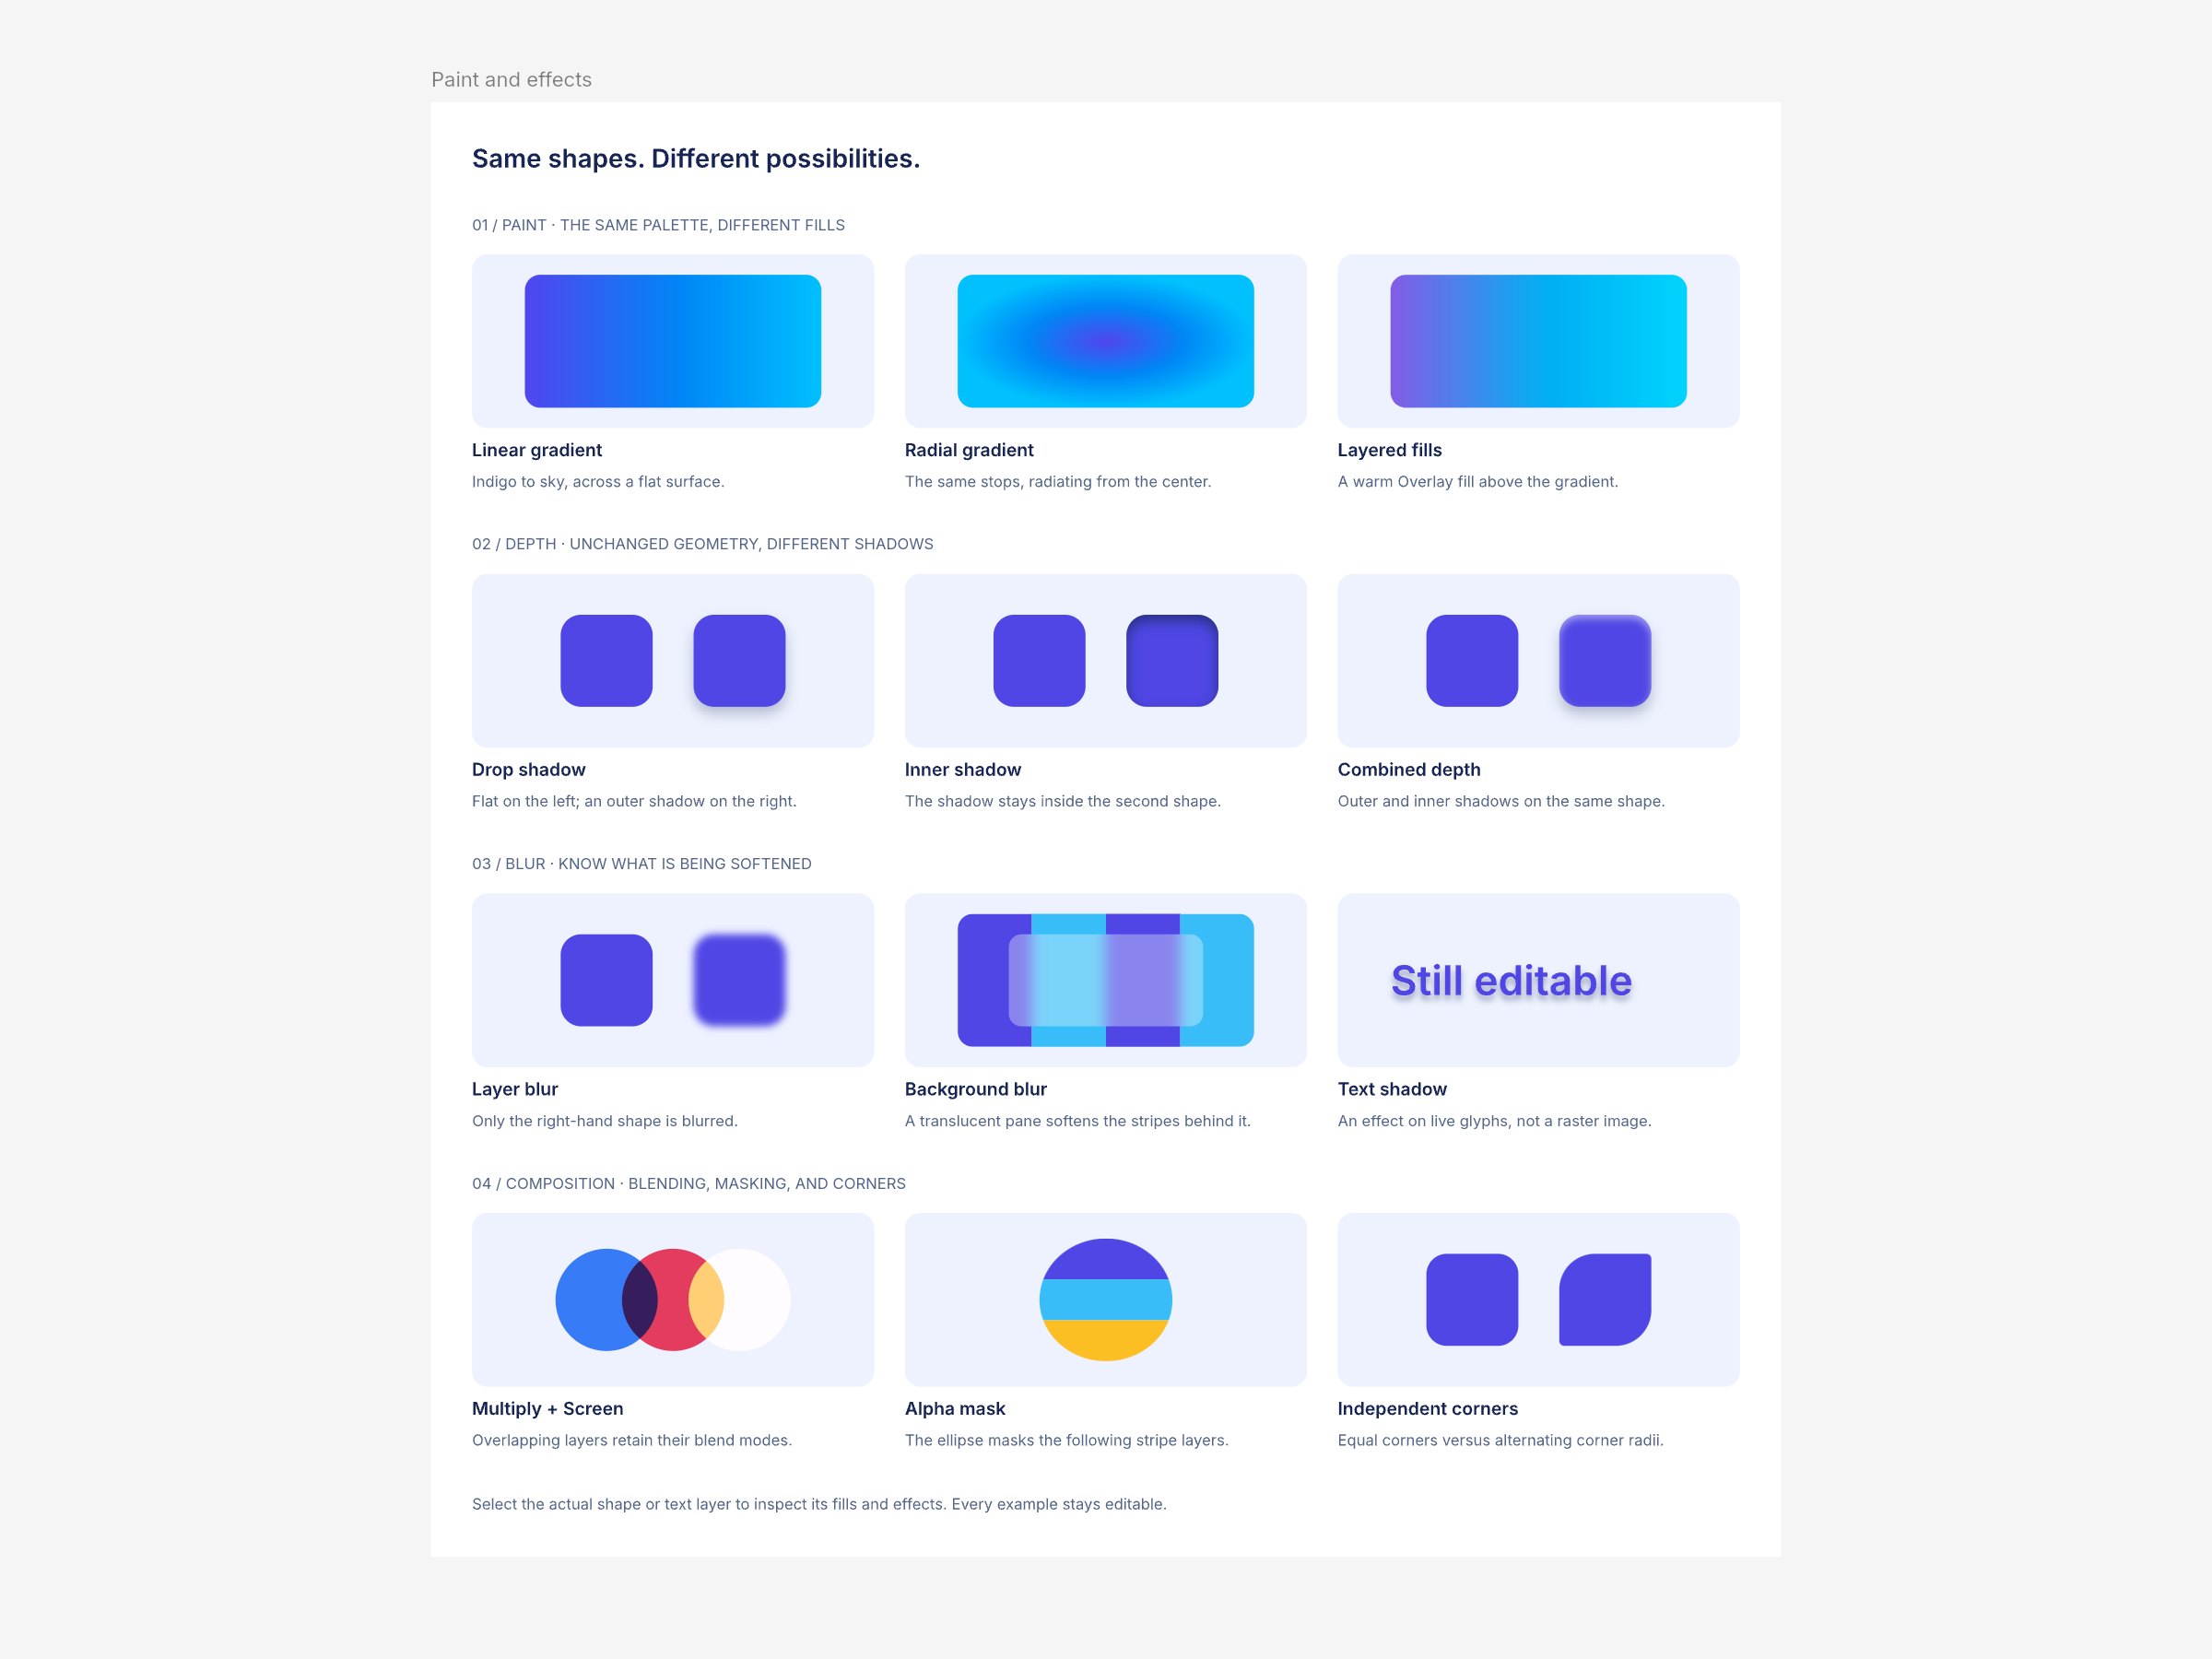 Paint and effects
Same shapes. Different possibilities.
01 / PAINT · THE SAME PALETTE, DIFFERENT FILLS
Linear gradient
Indigo to sky, across a flat surface.
Radial gradient
The same stops, radiating from the center.
Layered fills
A warm Overlay fill above the gradient.
02 / DEPTH · UNCHANGED GEOMETRY, DIFFERENT SHADOWS
Drop shadow
Flat on the left; an outer shadow on the right.
Inner shadow
The shadow stays inside the second shape.
Combined depth
Outer and inner shadows on the same shape.
03 / BLUR · KNOW WHAT IS BEING SOFTENED
Layer blur
Only the right-hand shape is blurred.
Background blur
A translucent pane softens the stripes behind it.
Still editable
Text shadow
An effect on live glyphs, not a raster image.
04 / COMPOSITION · BLENDING, MASKING, AND CORNERS
Multiply + Screen
Overlapping layers retain their blend modes.
Alpha mask
The ellipse masks the following stripe layers.
Independent corners
Equal corners versus alternating corner radii.
Select the actual shape or text layer to inspect its fills and effects. Every example stays editable.